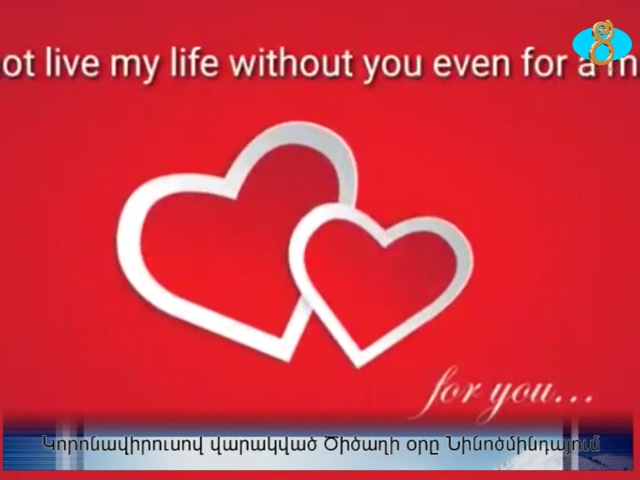 ot live my life without you even for a m
for you...
Կորոնավիրուսով վարակված Ծիծաղի օրը Նինոծմինդայում